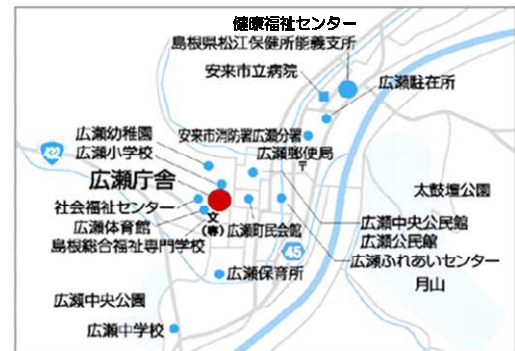 健康福祉センター
島根県松江保健所能義支所
安来市立病院
広瀬駐在所
432
広瀬幼稚園
安来市消防署広瀬分署
広瀬小学校
広瀬郵便局
〒
広瀬庁舎
太鼓壇公園
社会福祉センター
文
(専)
広瀬体育館
広瀬町民会館
広瀬中央公民館
島根総合福祉専門学校
広瀬公民館
45
広瀬ふれあいセンター
広瀬保育所
月山
広瀬中央公園
広瀬中学校